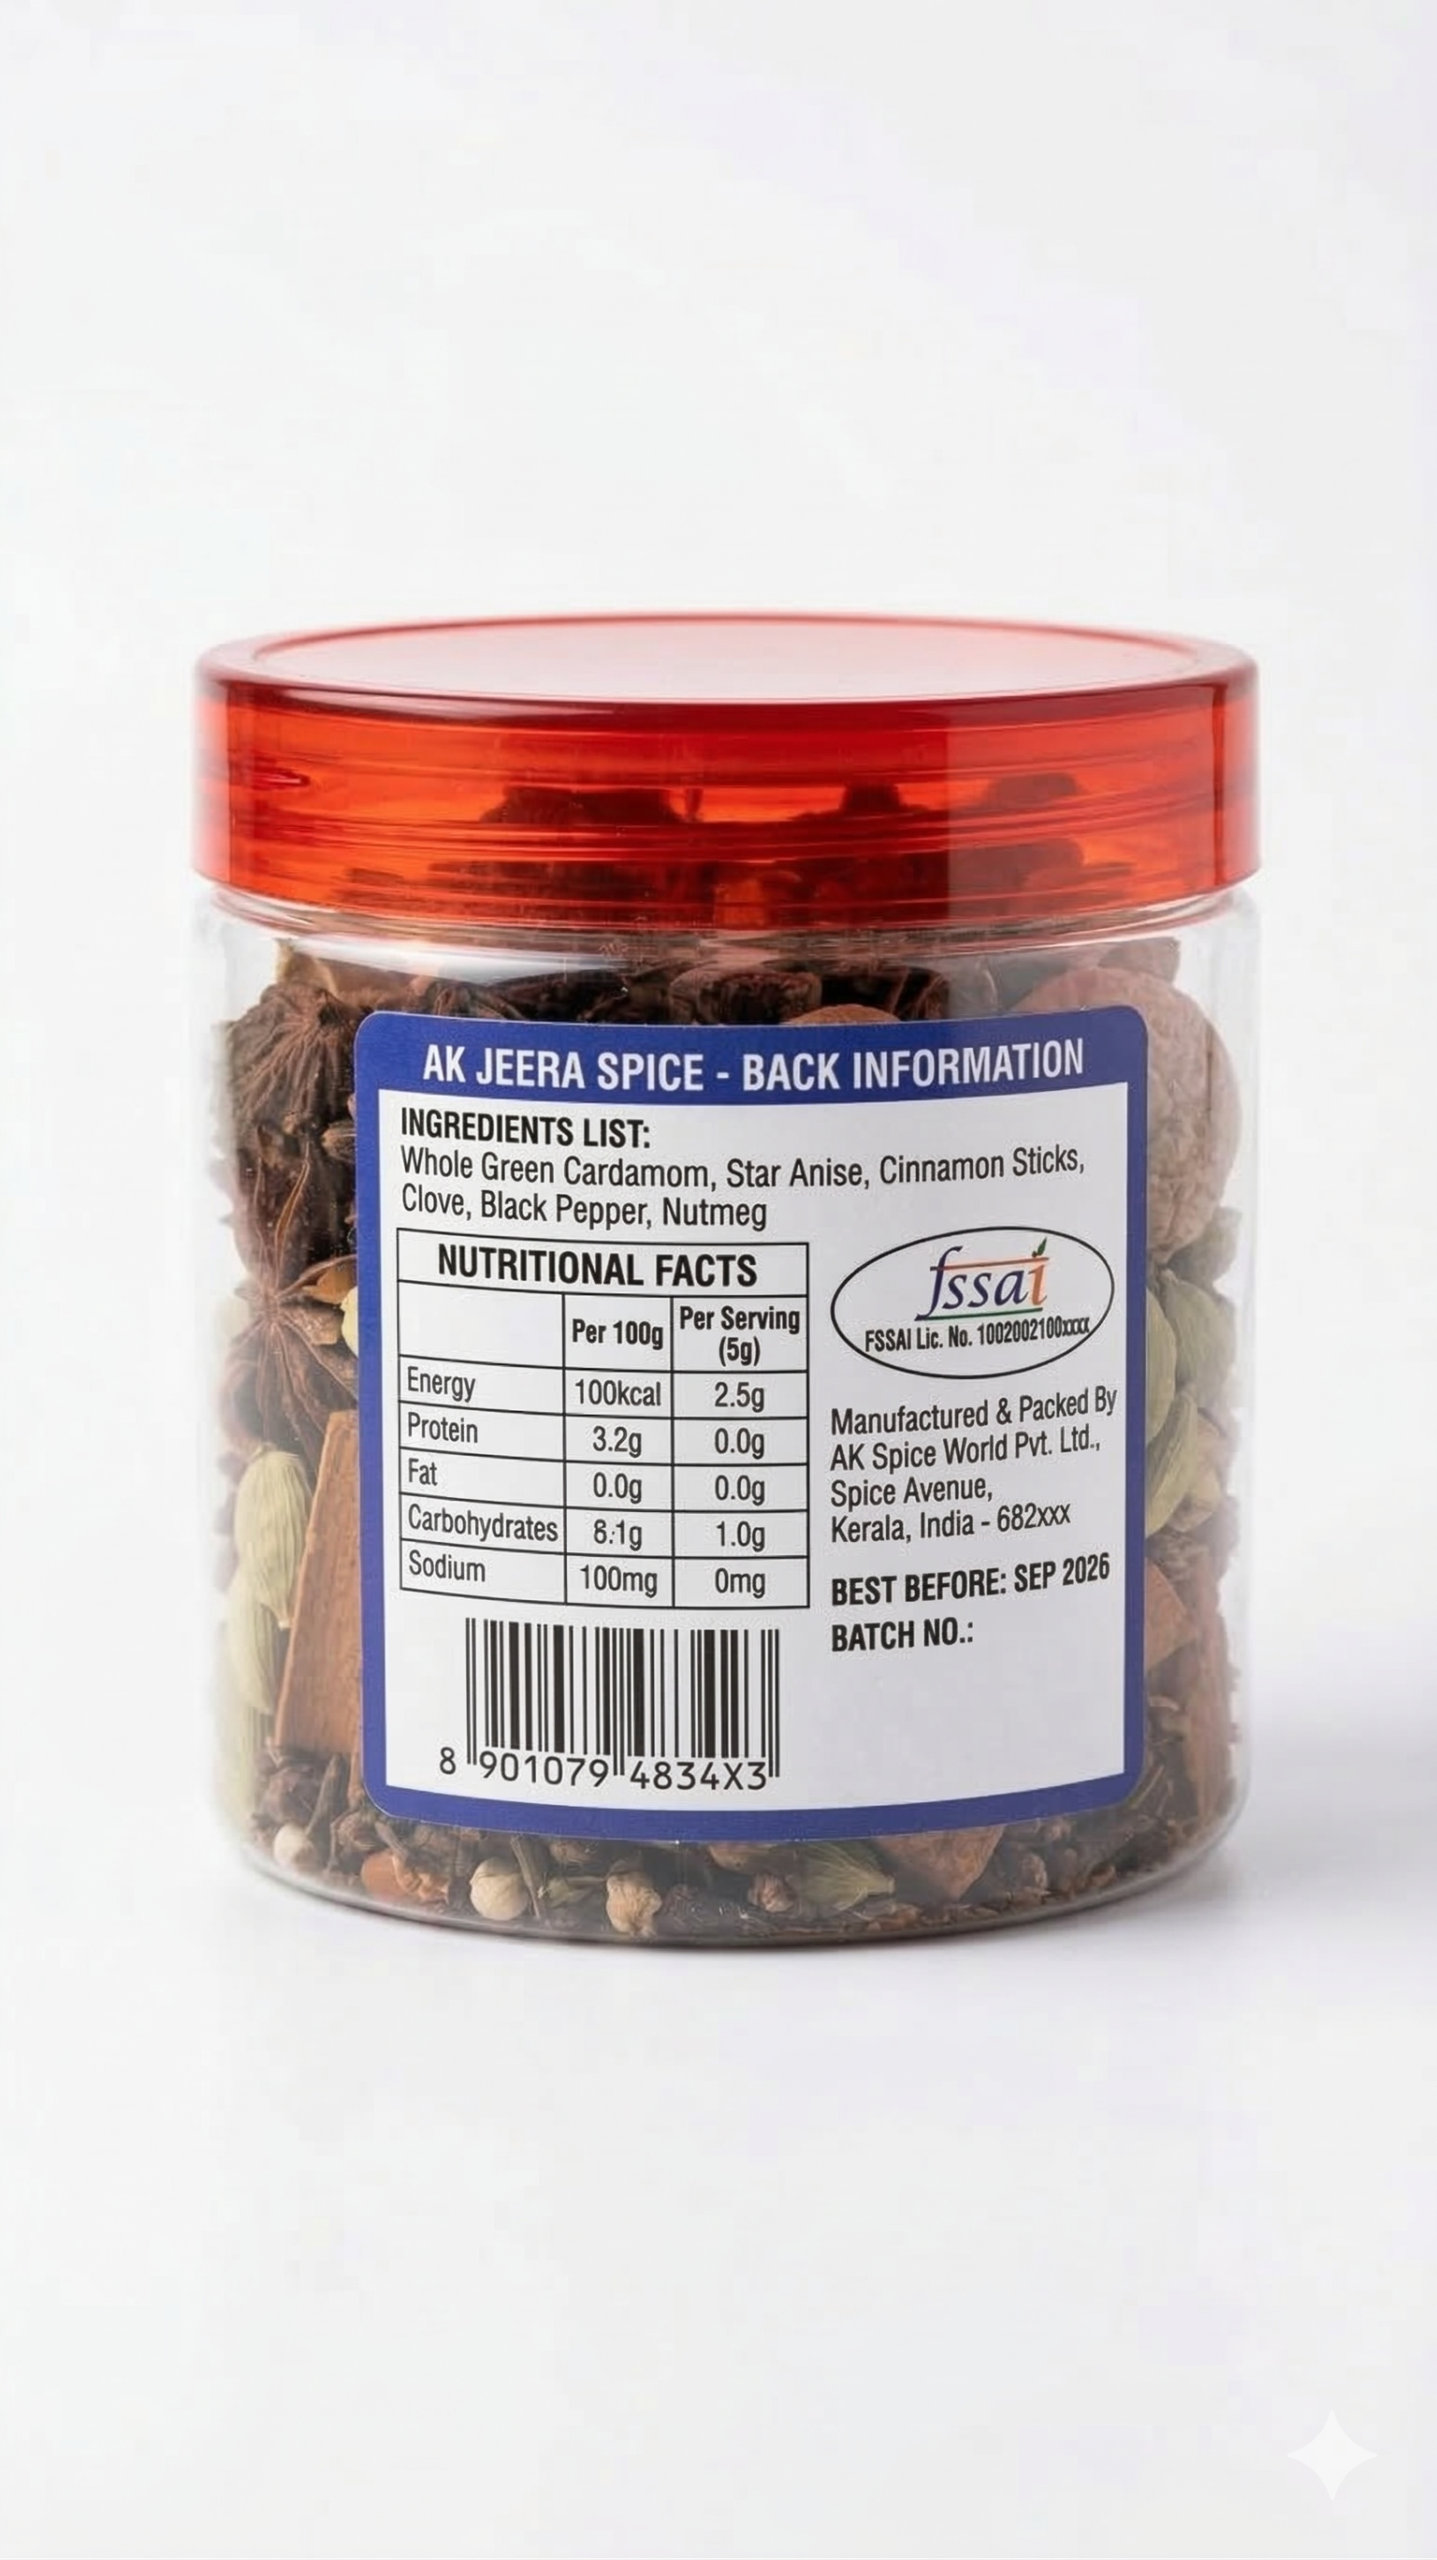 AK JEERA SPICE - BACK INFORMATION
INGREDIENTS LIST:
Whole Green Cardamom, Star Anise, Cinnamon Sticks,
Clove, Black Pepper, Nutmeg
NUTRITIONAL FACTS
Per 100g Per Serving
(5g)
Energy 100kcal 2.5g
Protein 3.2g 0.0g
Fat 0.0g 0.0g
Carbohydrates 8.1g 1.0g
Sodium 100mg 0mg
8 901079 4834X3
fssai
FSSAI Lic. No. 1002002100xxxx
Manufactured & Packed By
AK Spice World Pvt. Ltd.,
Spice Avenue,
Kerala, India - 682xxx
BEST BEFORE: SEP 2026
BATCH NO.: